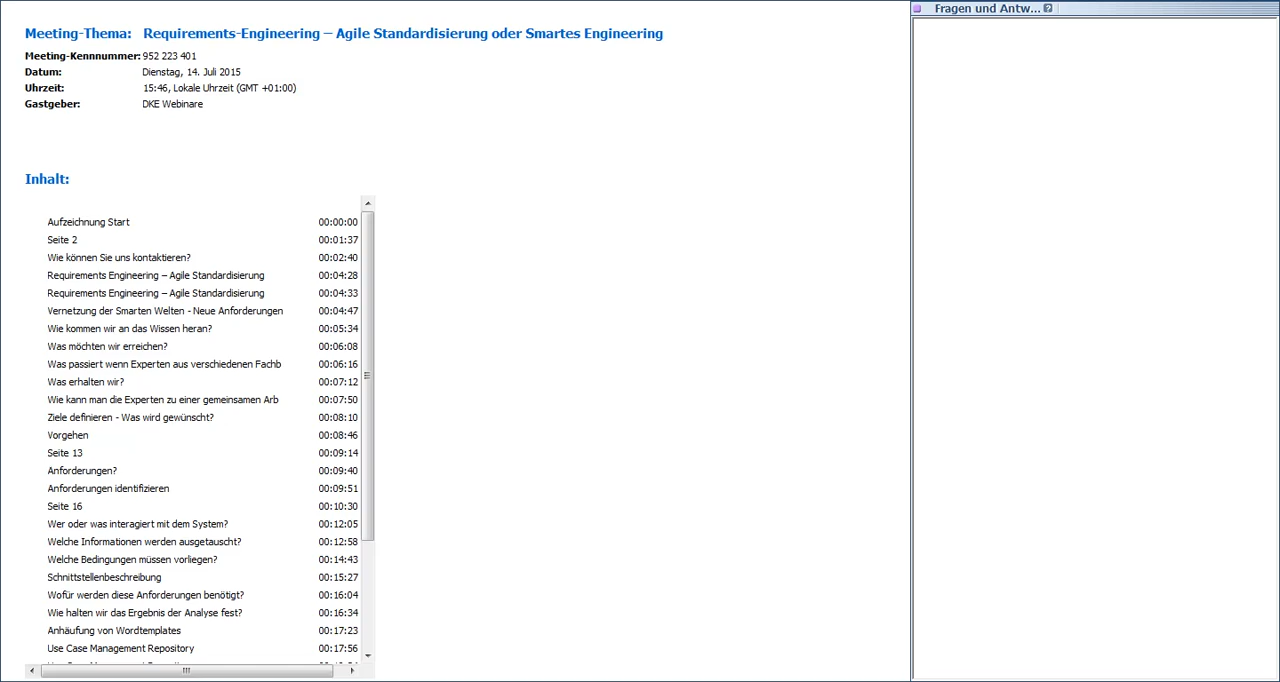 Fragen und Antw...
Meeting-Thema: Requirements-Engineering – Agile Standardisierung oder Smartes Engineering
Meeting-Kennnummer: 952 223 401
Datum: Dienstag, 14. Juli 2015
Uhrzeit: 15:46, Lokale Uhrzeit (GMT +01:00)
Gastgeber: DKE Webinare
Inhalt:
Aufzeichnung Start 00:00:00
Seite 2 00:01:37
Wie können Sie uns kontaktieren? 00:02:40
Requirements Engineering – Agile Standardisierung 00:04:28
Requirements Engineering – Agile Standardisierung 00:04:33
Vernetzung der Smarten Welten - Neue Anforderungen 00:04:47
Wie kommen wir an das Wissen heran? 00:05:34
Was möchten wir erreichen? 00:06:08
Was passiert wenn Experten aus verschiedenen Fachb 00:06:16
Was erhalten wir? 00:07:12
Wie kann man die Experten zu einer gemeinsamen Arb 00:07:50
Ziele definieren - Was wird gewünscht? 00:08:10
Vorgehen 00:08:46
Seite 13 00:09:14
Anforderungen? 00:09:40
Anforderungen identifizieren 00:09:51
Seite 16 00:10:30
Wer oder was interagiert mit dem System? 00:12:05
Welche Informationen werden ausgetauscht? 00:12:58
Welche Bedingungen müssen vorliegen? 00:14:43
Schnittstellenbeschreibung 00:15:27
Wofür werden diese Anforderungen benötigt? 00:16:04
Wie halten wir das Ergebnis der Analyse fest? 00:16:34
Anhäufung von Wordtemplates 00:17:23
Use Case Management Repository 00:17:56